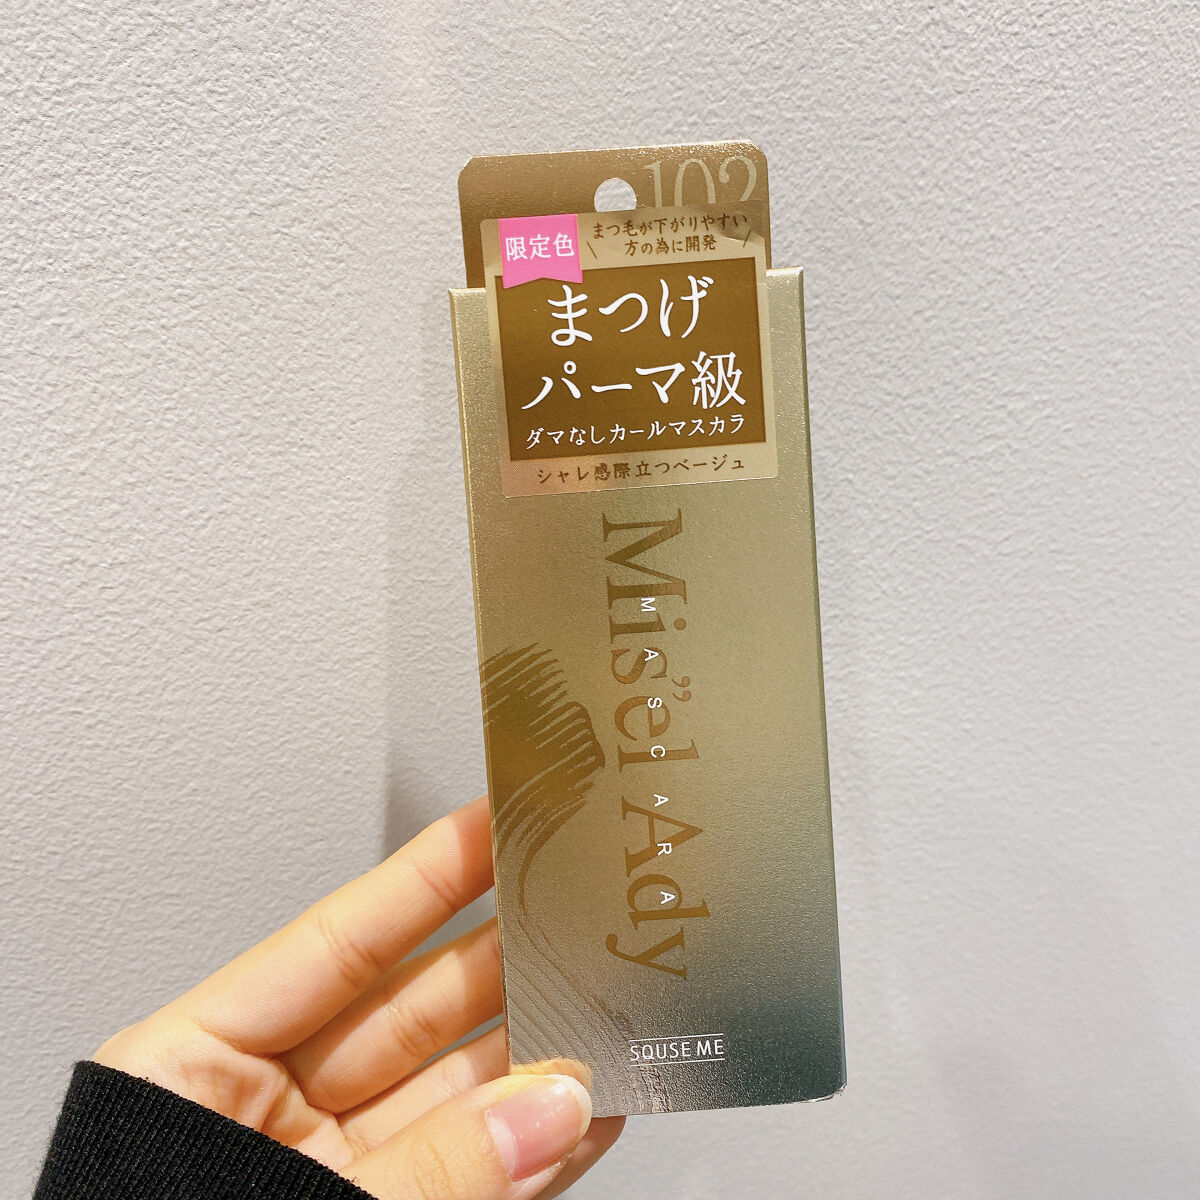 102
限定色
まつ毛が下がりやすい
方の為に開発
まつげ
パーマ級
ダマなしカールマスカラ
シャレ感際立つベージュ
Mis”el Ady
MASCARA
SQUSE ME